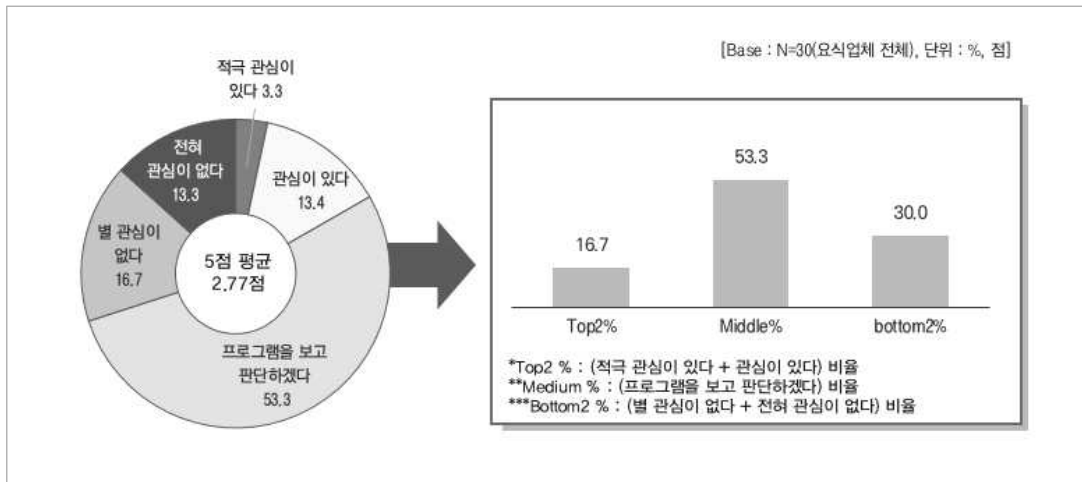 [Base : N=30(요식업체 전체), 단위 : %, 점]
적극 관심이
있다 3.3
관심이 있다
13.4
프로그램을 보고
판단하겠다
53.3
별 관심이
없다
16.7
전혀
관심이 없다
13.3
5점 평균
2.77점
16.7
53.3
30.0
Top2%
Middle%
bottom2%
*Top2 % : (적극 관심이 있다 + 관심이 있다) 비율
**Medium % : (프로그램을 보고 판단하겠다) 비율
***Bottom2 % : (별 관심이 없다 + 전혀 관심이 없다) 비율